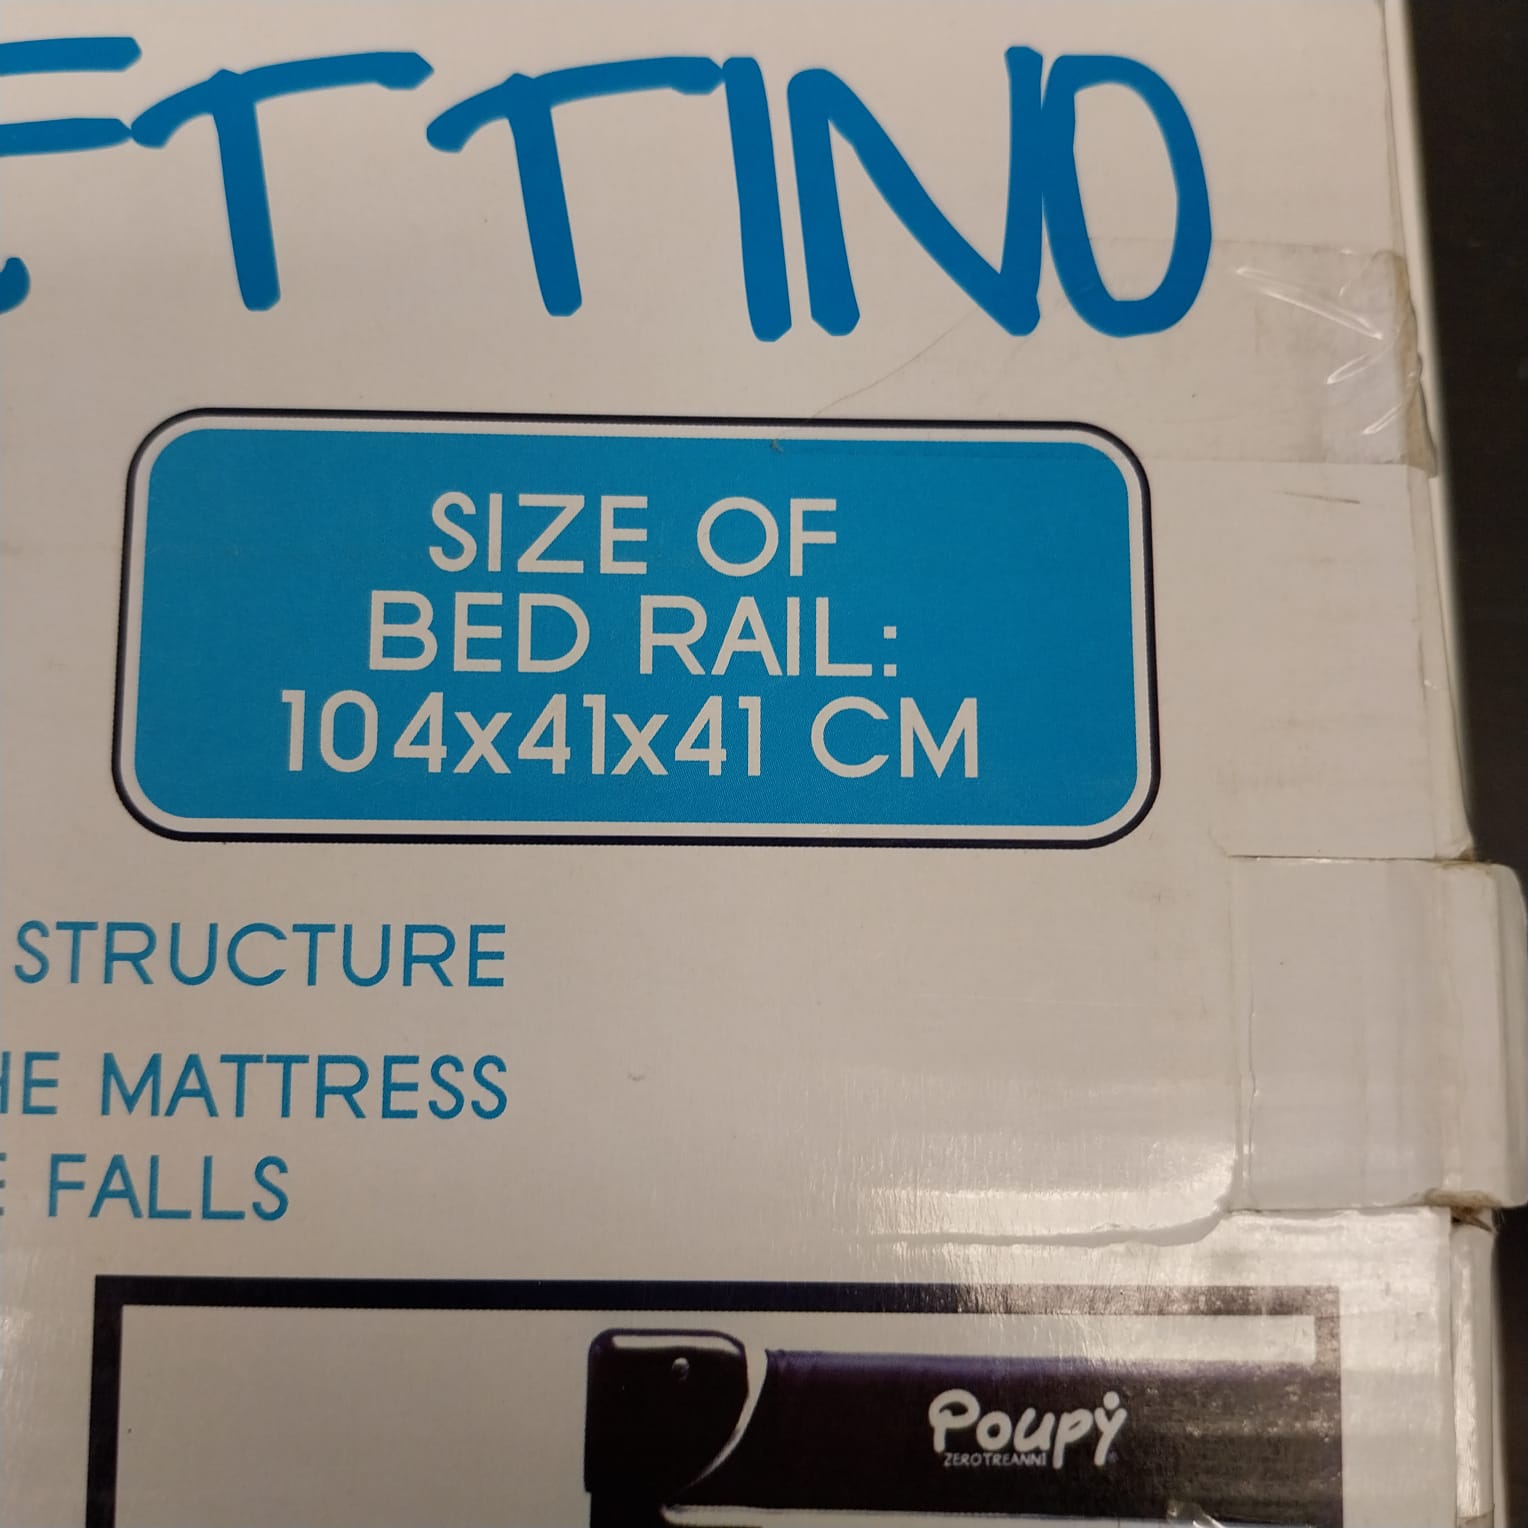 ETTINO
SIZE OF
BED RAIL:
104x41x41 CM
STRUCTURE
HE MATTRESS
E FALLS
Poupy
ZEROTREANNI